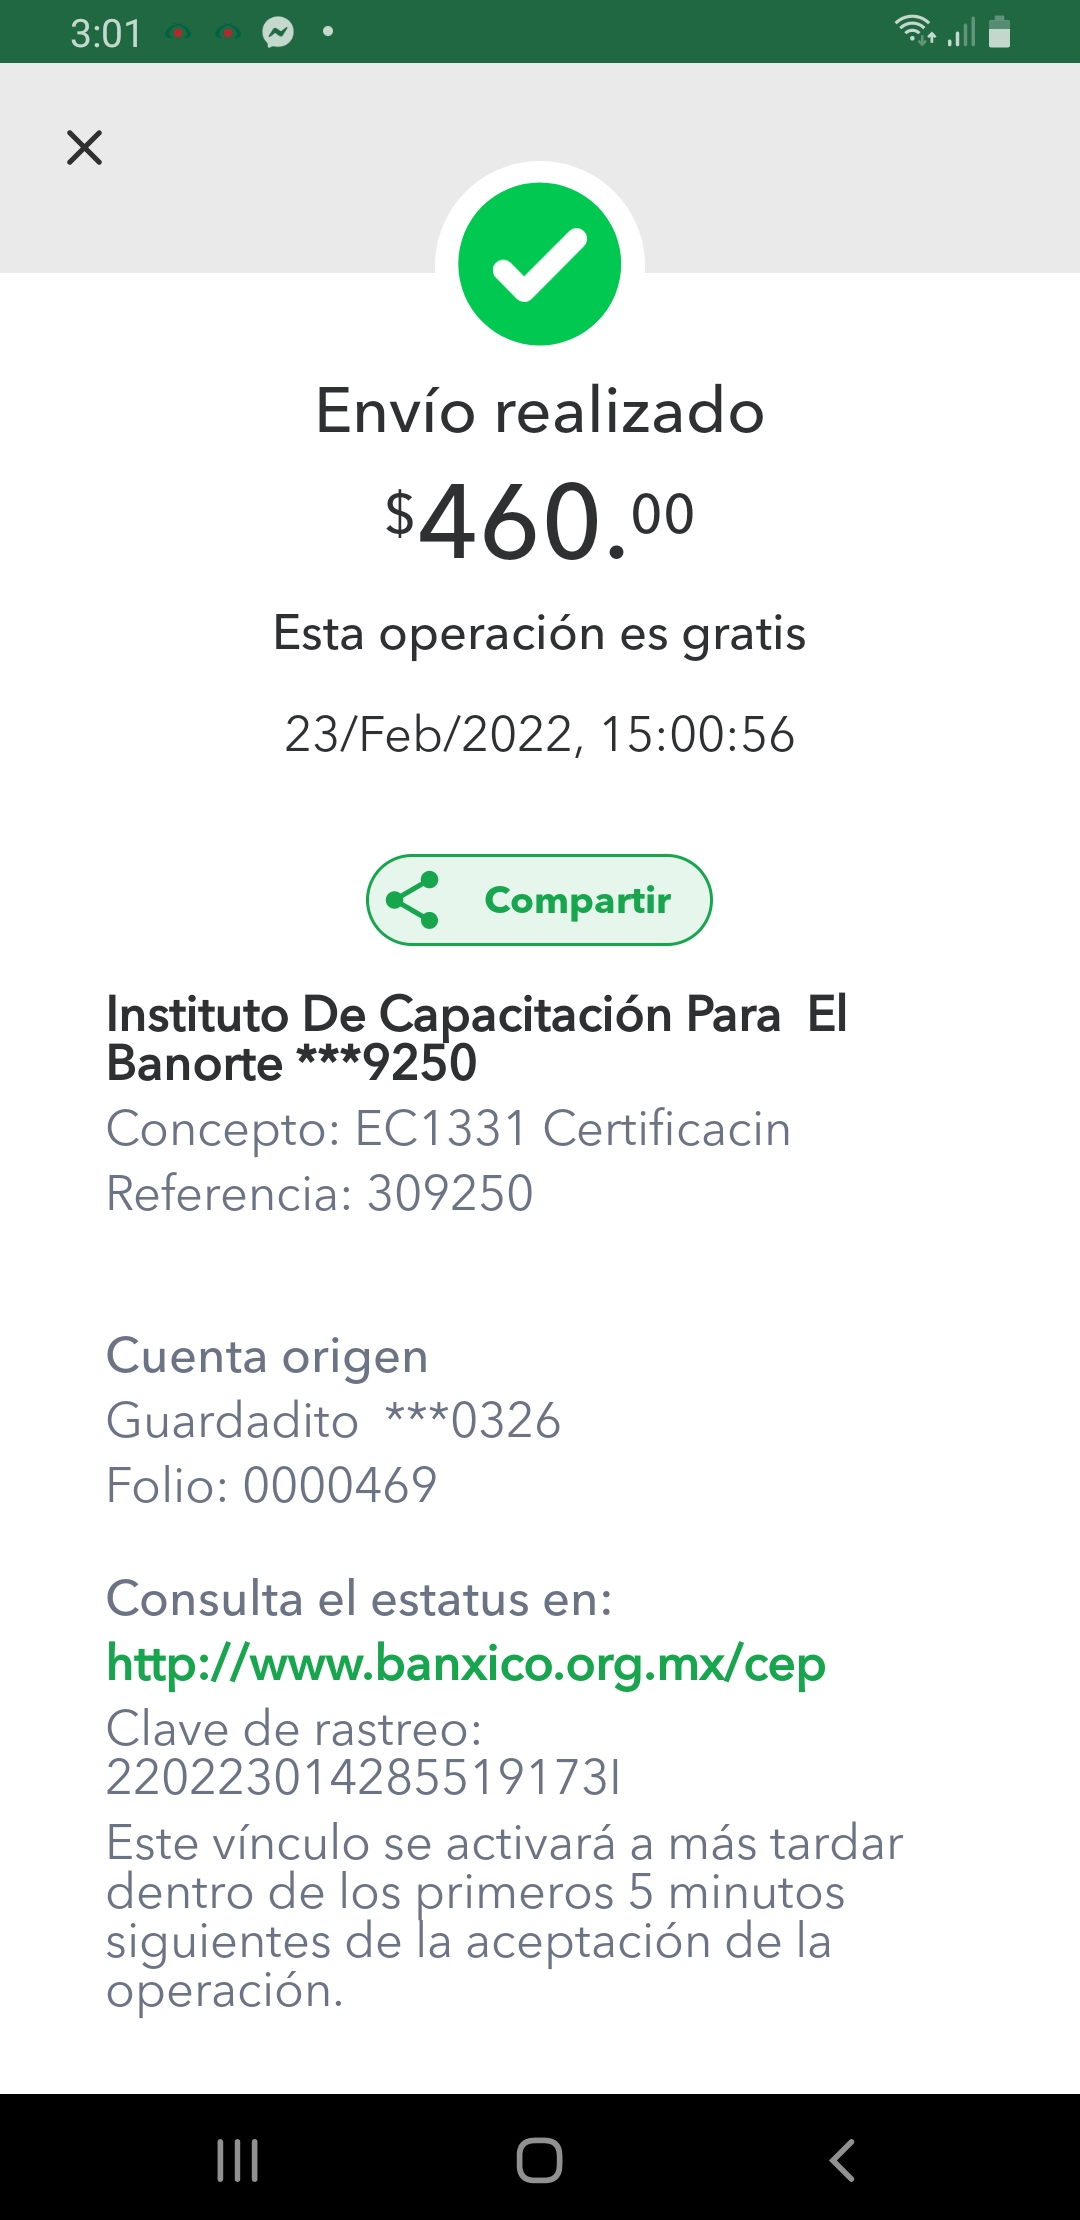 3:01
Envío realizado
$460.00
Esta operación es gratis
23/Feb/2022, 15:00:56
Compartir
Instituto De Capacitación Para El
Banorte ***9250
Concepto: EC1331 Certificacin
Referencia: 309250
Cuenta origen
Guardadito ***0326
Folio: 0000469
Consulta el estatus en:
http://www.banxico.org.mx/cep
Clave de rastreo:
220223014285519173I
Este vínculo se activará a más tardar
dentro de los primeros 5 minutos
siguientes de la aceptación de la
operación.